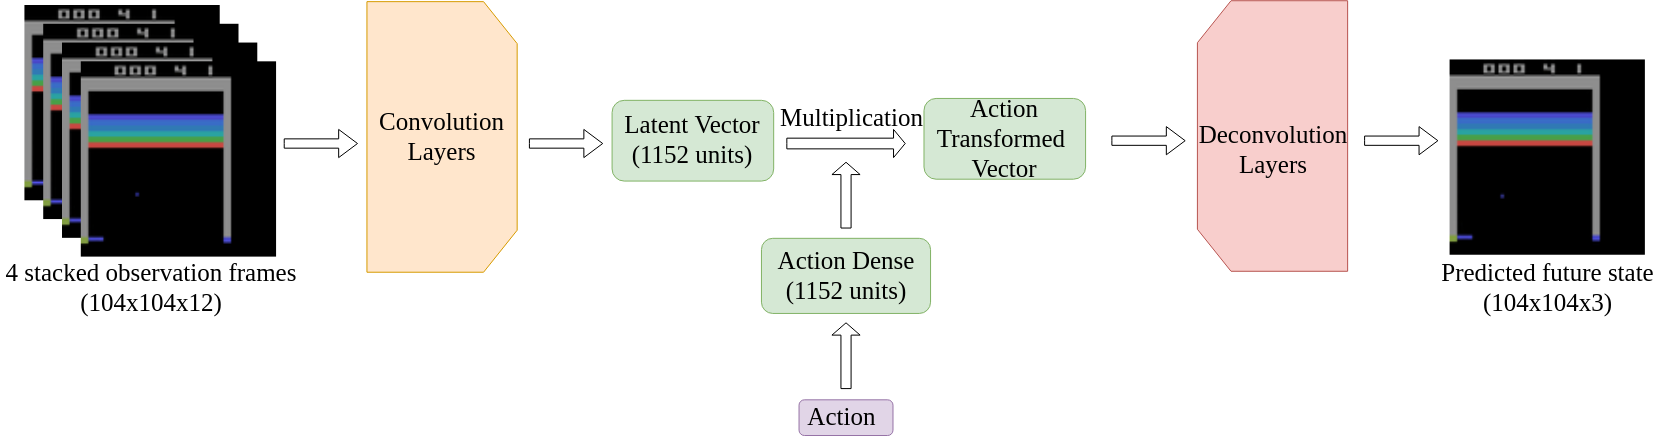 000 4 1
000 4 1
000 4 1
000 4 1
4 stacked observation frames
(104x104x12)
Convolution
Layers
Latent Vector
(1152 units)
Multiplication
Action Dense
(1152 units)
Action
Action
Transformed
Vector
Deconvolution
Layers
000 4 1
Predicted future state
(104x104x3)